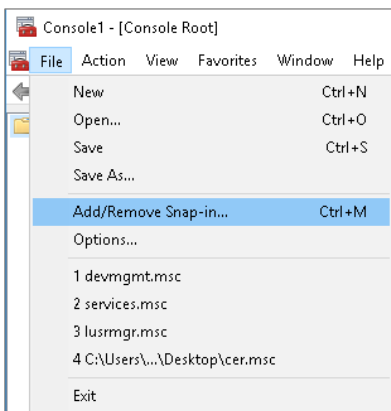 Console1 - [Console Root]
File Action View Favorites Window Help
New Ctrl+N
Open... Ctrl+O
Save Ctrl+S
Save As...
Add/Remove Snap-in... Ctrl+M
Options...
1 devmgmt.msc
2 services.msc
3 lusrmgr.msc
4 C:\Users\...\Desktop\cer.msc
Exit